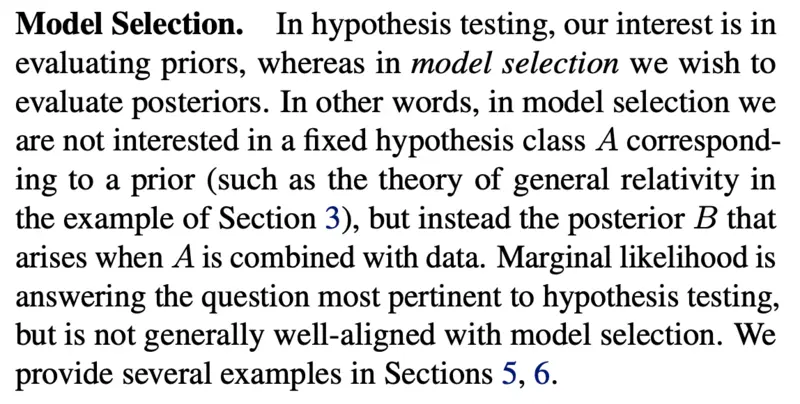 Model Selection. In hypothesis testing, our interest is in
evaluating priors, whereas in model selection we wish to
evaluate posteriors. In other words, in model selection we
are not interested in a fixed hypothesis class A correspond-
ing to a prior (such as the theory of general relativity in
the example of Section 3), but instead the posterior B that
arises when A is combined with data. Marginal likelihood is
answering the question most pertinent to hypothesis testing,
but is not generally well-aligned with model selection. We
provide several examples in Sections 5, 6.